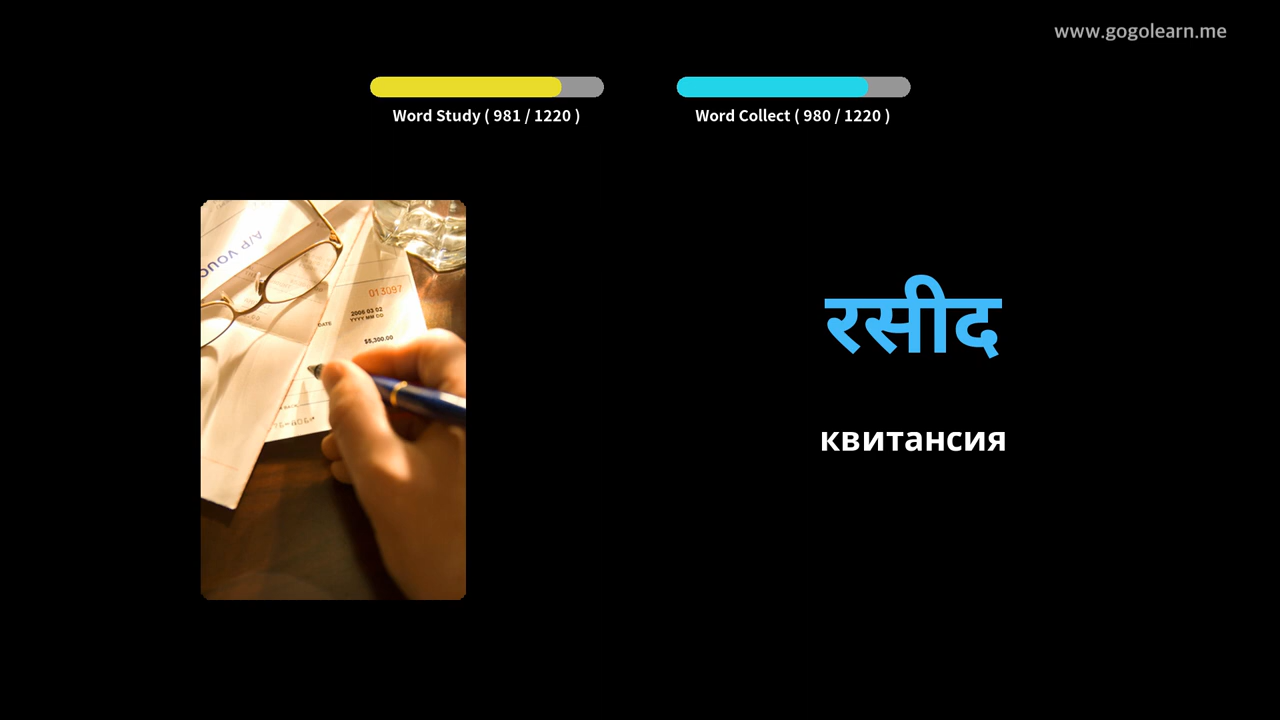 www.gogolearn.me
Word Study ( 981 / 1220 )
Word Collect ( 980 / 1220 )
A/P VOUC
013097
2006 03 02
YYYY MM DD
DATE
$5,300.00
रसीद
квитансия